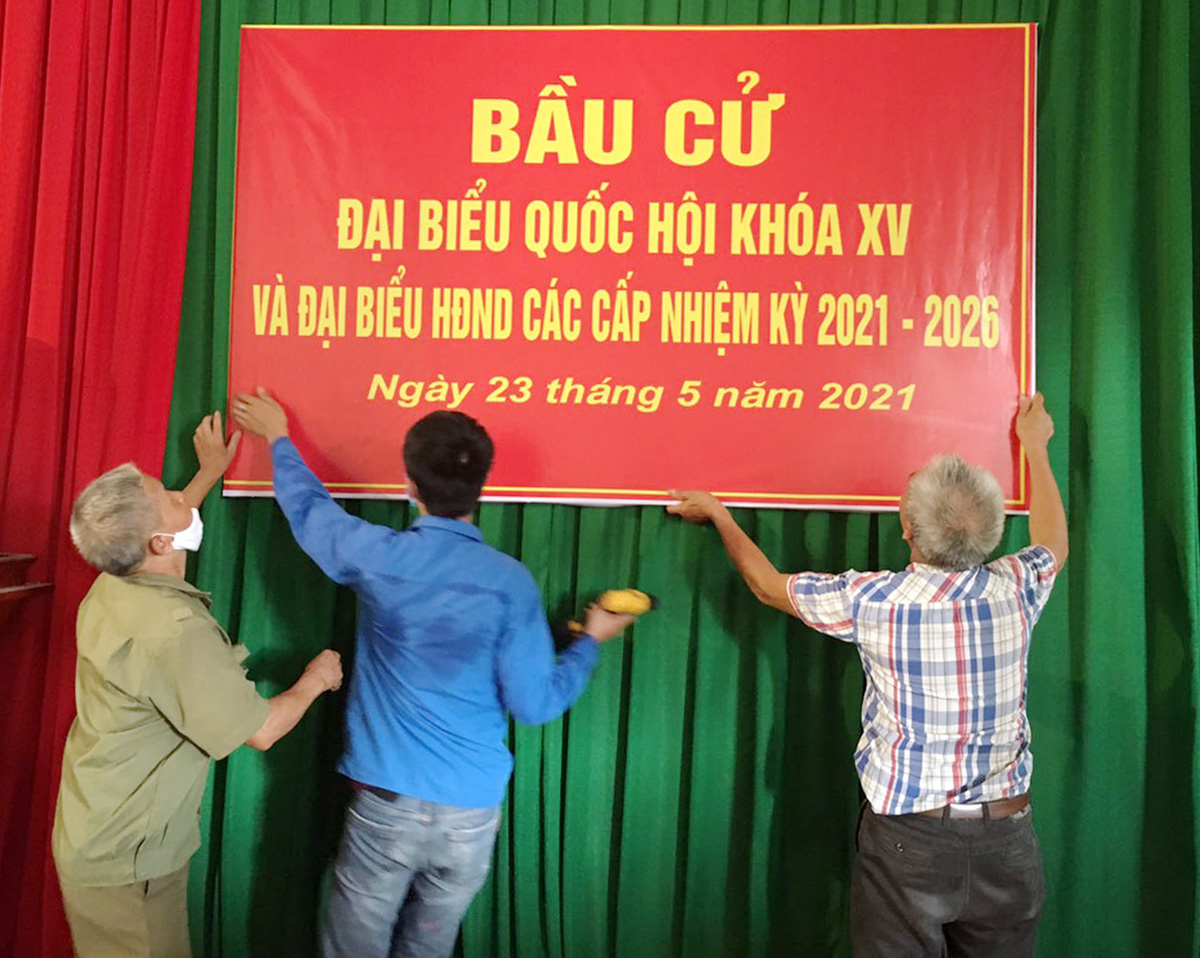 BẦU CỬ
ĐẠI BIỂU QUỐC HỘI KHÓA XV
VÀ ĐẠI BIỂU HĐND CÁC CẤP NHIỆM KỲ 2021 - 2026
Ngày 23 tháng 5 năm 2021